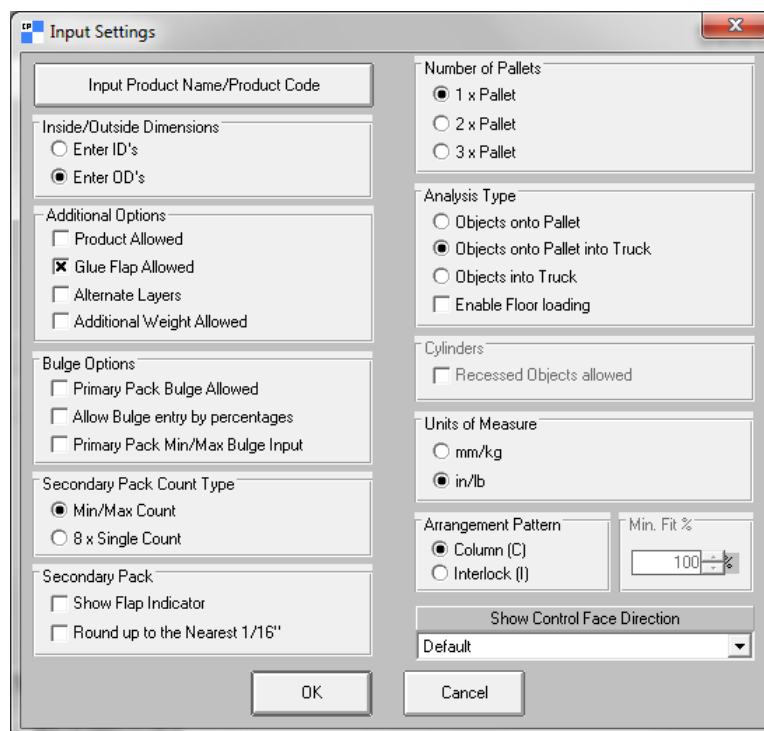 CP Input Settings
Input Product Name/Product Code
Inside/Outside Dimensions
Enter ID's
Enter OD's
Additional Options
Product Allowed
Glue Flap Allowed
Alternate Layers
Additional Weight Allowed
Bulge Options
Primary Pack Bulge Allowed
Allow Bulge entry by percentages
Primary Pack Min/Max Bulge Input
Secondary Pack Count Type
Min/Max Count
8 x Single Count
Secondary Pack
Show Flap Indicator
Round up to the Nearest 1/16"
Number of Pallets
1 x Pallet
2 x Pallet
3 x Pallet
Analysis Type
Objects onto Pallet
Objects onto Pallet into Truck
Objects into Truck
Enable Floor loading
Cylinders
Recessed Objects allowed
Units of Measure
mm/kg
in/lb
Arrangement Pattern
Column (C)
Interlock (I)
Min. Fit %
100 %
Show Control Face Direction
Default
OK
Cancel